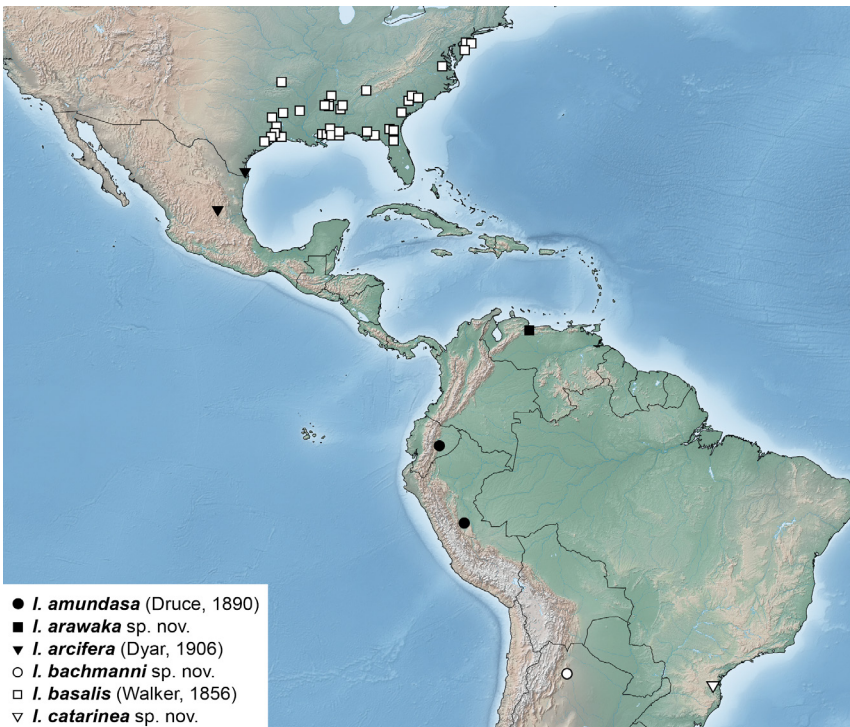 I. amundasa (Druce, 1890)
I. arawaka sp. nov.
I. arcifera (Dyar, 1906)
I. bachmanni sp. nov.
I. basalis (Walker, 1856)
I. catarinea sp. nov.